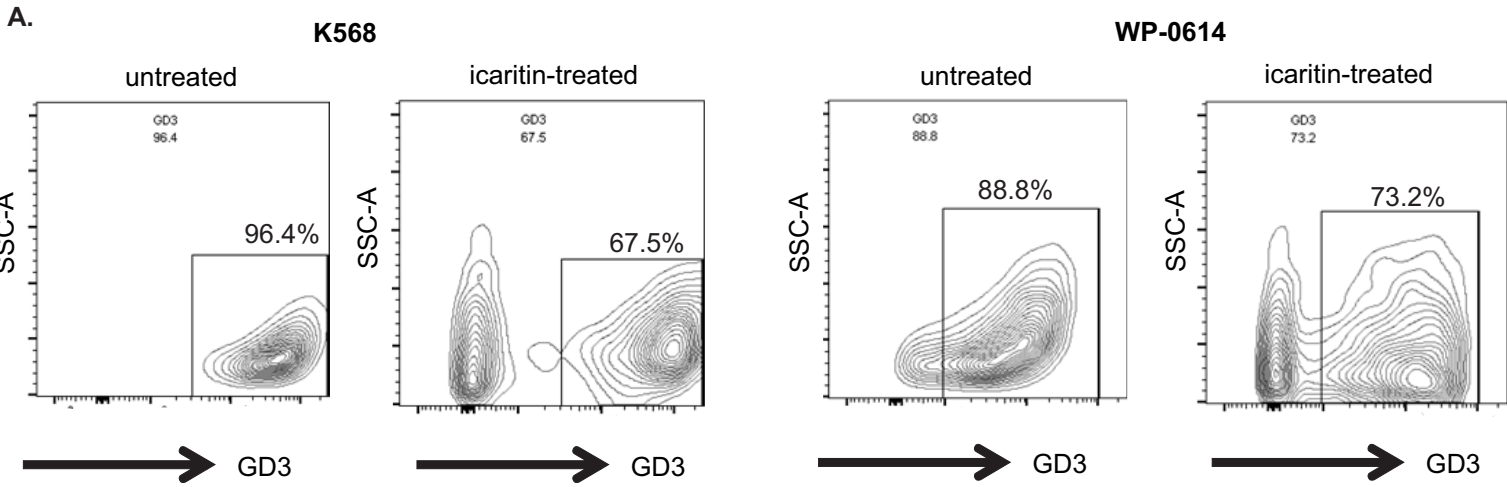 A.
K568
WP-0614
untreated
icaritin-treated
untreated
icaritin-treated
SSC-A
GD3
96.4
96.4%
SSC-A
GD3
67.5
67.5%
SSC-A
GD3
88.8
88.8%
SSC-A
GD3
73.2
73.2%
GD3
GD3
GD3
GD3